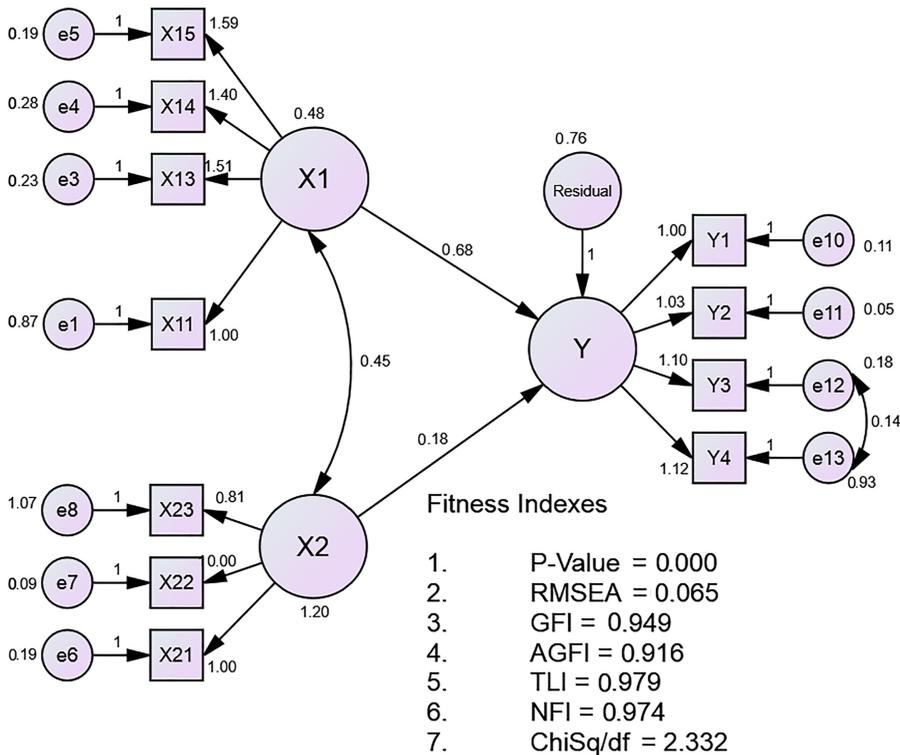 0.19 e5 1 X15 1.59
0.28 e4 1 X14 1.40
0.23 e3 1 X13 1.51
0.87 e1 1 X11 1.00
0.48
X1
0.68
0.45
0.18
1.07 e8 1 X23 0.81
0.09 e7 1 X22 0.00
0.19 e6 1 X21 1.00
X2
1.20
0.76
Residual
1
Y
1.00 Y1 1 e10 0.11
1.03 Y2 1 e11 0.05
1.10 Y3 1 e12 0.18
0.14
1.12 Y4 1 e13 0.93
Fitness Indexes
1. P-Value = 0.000
2. RMSEA = 0.065
3. GFI = 0.949
4. AGFI = 0.916
5. TLI = 0.979
6. NFI = 0.974
7. ChiSq/df = 2.332